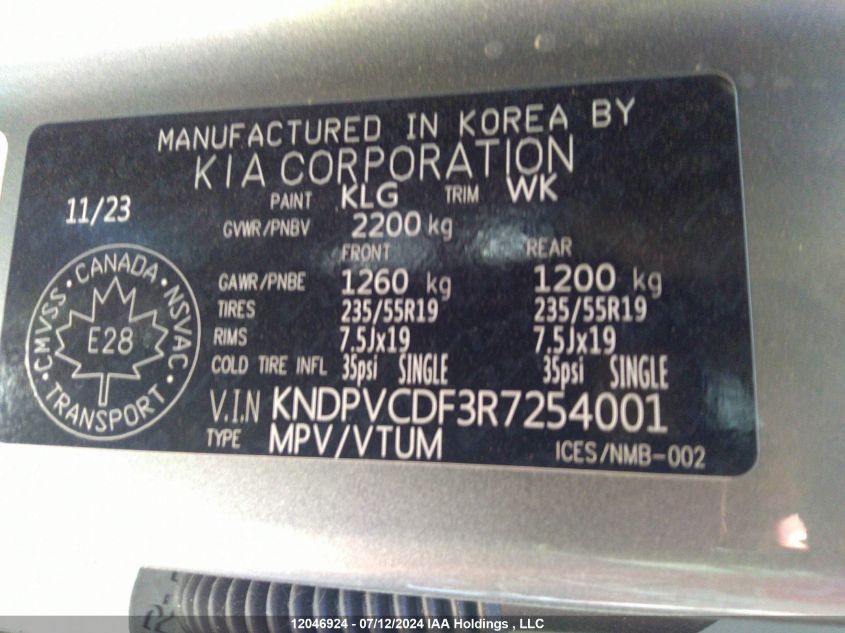 MANUFACTURED IN KOREA BY
KIA CORPORATION
11/23
PAINT KLG TRIM WK
GVWR/PNBV 2200 kg
FRONT REAR
GAWR/PNBE 1260 kg 1200 kg
TIRES 235/55R19 235/55R19
RIMS 7.5Jx19 7.5Jx19
COLD TIRE INFL 35psi SINGLE 35psi SINGLE
V.I.N KNDPVCDF3R7254001
TYPE MPV/VTUM
ICES/NMB-002
CMVSS · CANADA · NSVAC · TRANSPORT ·
E28
12046924 - 07/12/2024 IAA Holdings , LLC